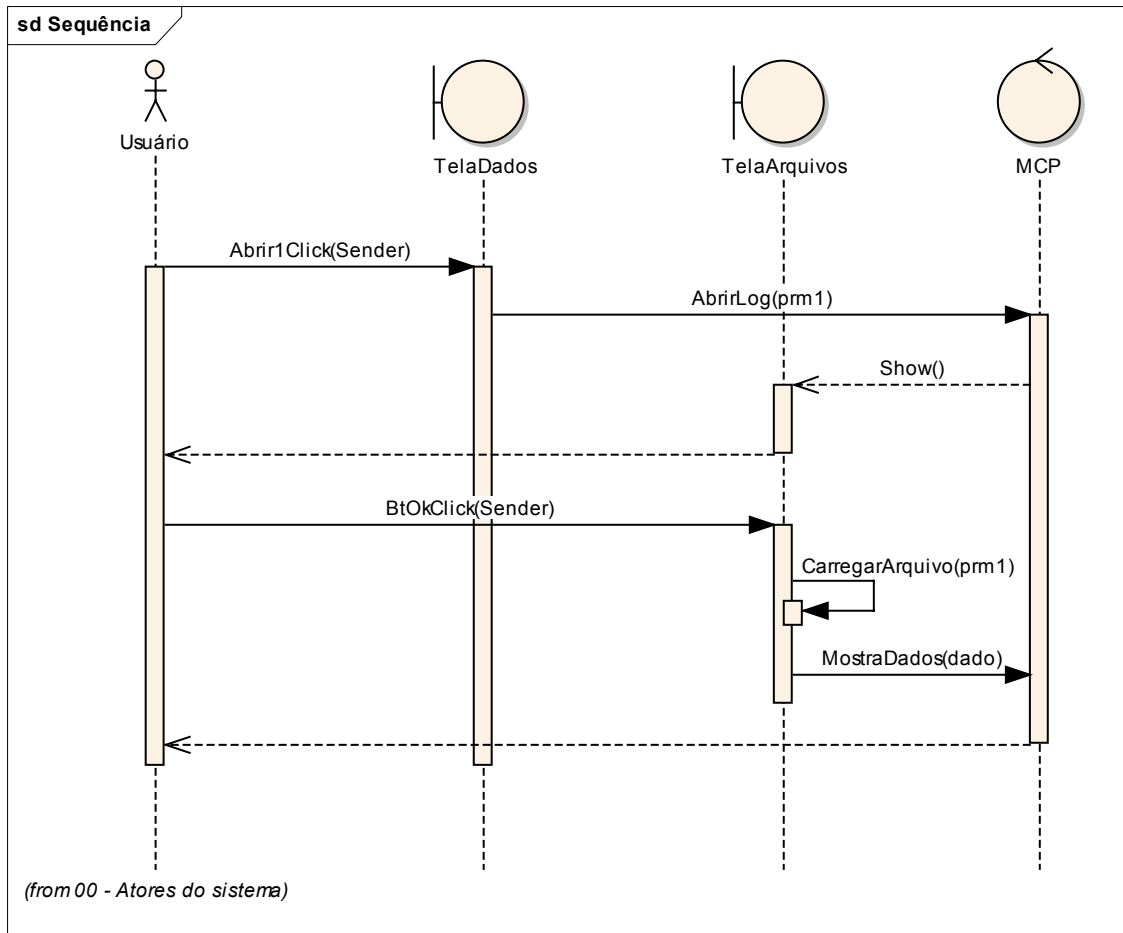 sd Sequência
Usuário
TelaDados
TelaArquivos
MCP
Abrir1Click(Sender)
AbrirLog(prm1)
Show()
BtOkClick(Sender)
CarregarArquivo(prm1)
MostraDados(dado)
(from 00 - Atores do sistema)